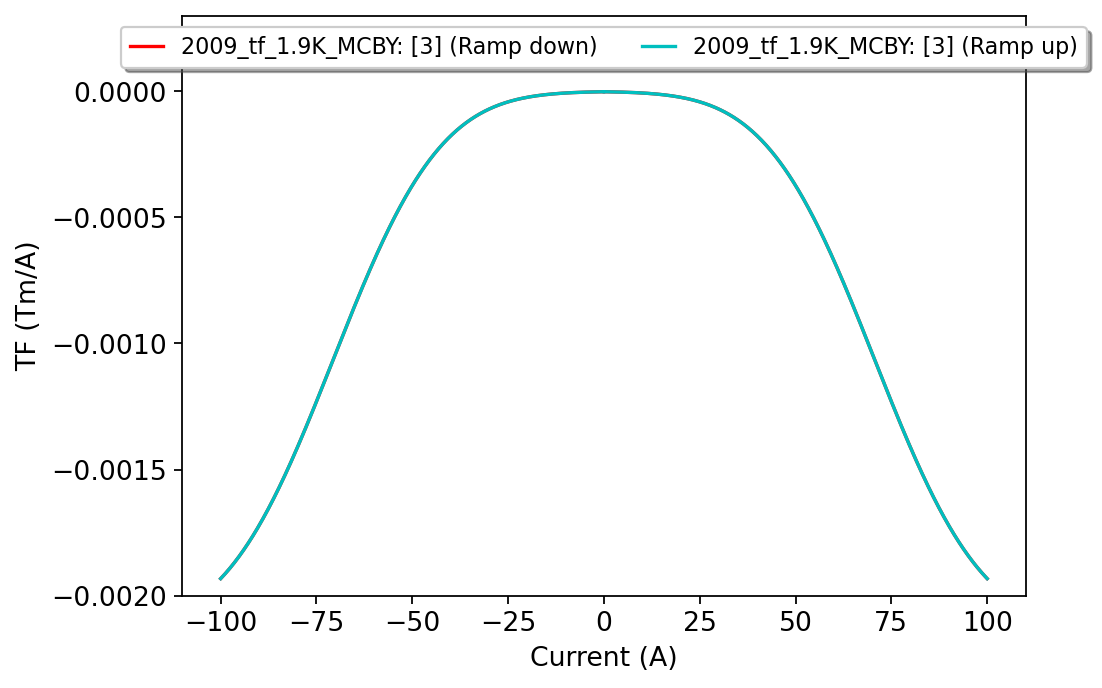 2009_tf_1.9K_MCBY: [3] (Ramp down) 2009_tf_1.9K_MCBY: [3] (Ramp up)
0.0000
−0.0005
−0.0010
−0.0015
−0.0020
TF (Tm/A)
−100 −75 −50 −25 0 25 50 75 100
Current (A)